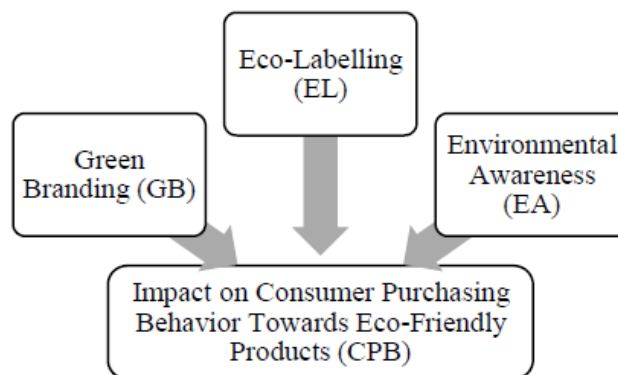 Eco-Labelling
(EL)
Green
Branding (GB)
Environmental
Awareness
(EA)
Impact on Consumer Purchasing
Behavior Towards Eco-Friendly
Products (CPB)